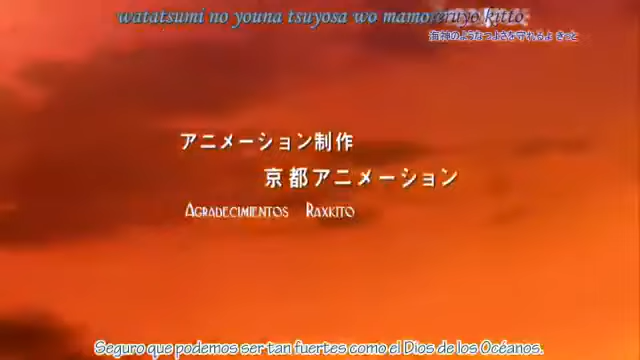 watatsumi no youna tsuyosa wo mamoreruyo kitto
海神のようなつよさを守れるよ きっと
アニメーション制作
京都アニメーション
Agradecimientos Raxkito
Seguro que podemos ser tan fuertes como el Dios de los Océanos.